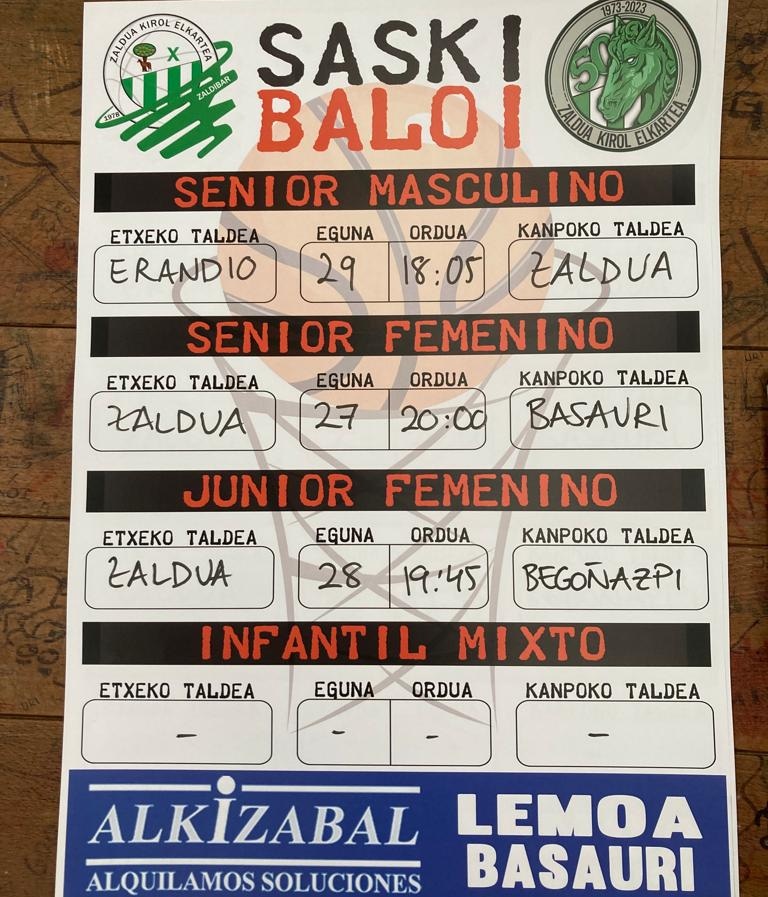 ZALDUA KIROL ELKARTEA
X
ZALDIBAR
1978
SASKI
BALOI
1973-2023
50
ZALDUA KIROL ELKARTEA
SENIOR MASCULINO
ETXEKO TALDEA EGUNA ORDUA KANPOKO TALDEA
ERANDIO 29 18:05 ZALDUA
SENIOR FEMENINO
ETXEKO TALDEA EGUNA ORDUA KANPOKO TALDEA
ZALDUA 27 20:00 BASAURI
JUNIOR FEMENINO
ETXEKO TALDEA EGUNA ORDUA KANPOKO TALDEA
ZALDUA 28 19:45 BEGOÑAZPI
INFANTIL MIXTO
ETXEKO TALDEA EGUNA ORDUA KANPOKO TALDEA
- - - -
ALKIZABAL
ALQUILAMOS SOLUCIONES
LEMOA
BASAURI